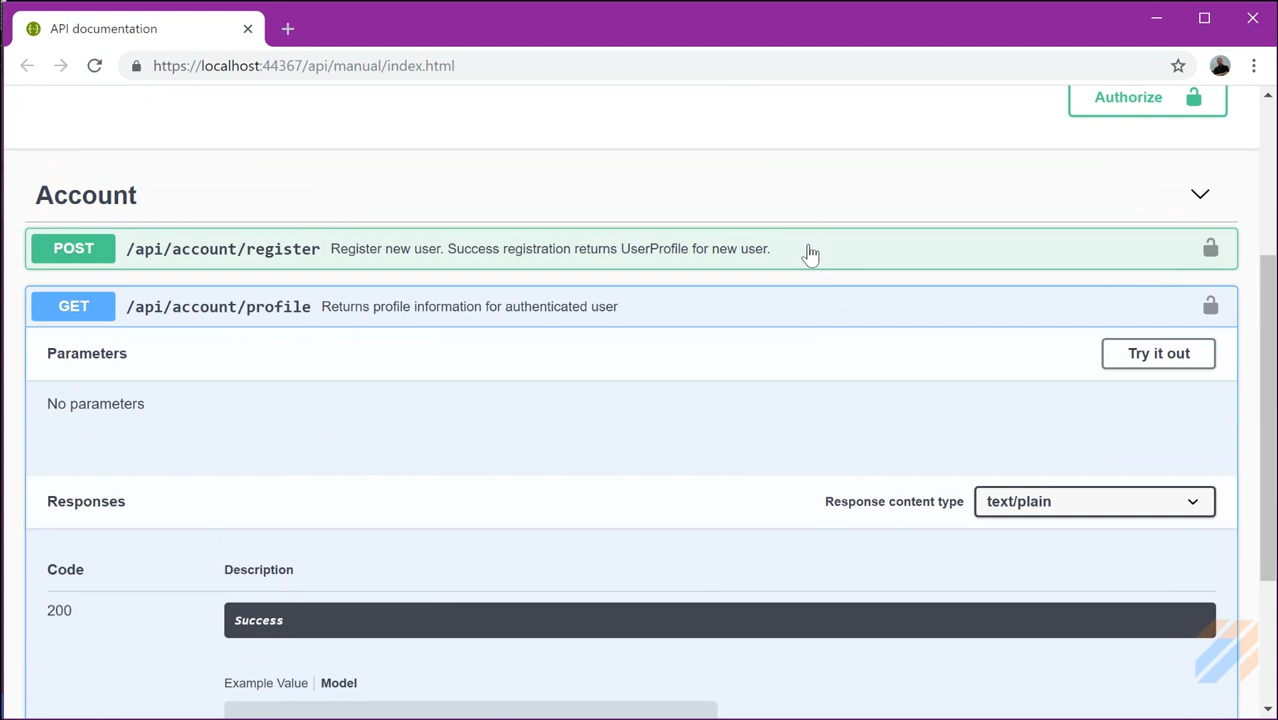 API documentation
https://localhost:44367/api/manual/index.html
Authorize
Account
POST /api/account/register Register new user. Success registration returns UserProfile for new user.
GET /api/account/profile Returns profile information for authenticated user
Parameters Try it out
No parameters
Responses Response content type text/plain
Code Description
200 Success
Example Value Model